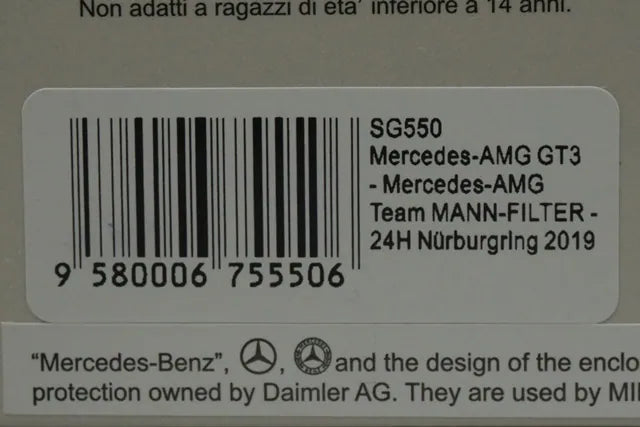 Non adatti a ragazzi di eta' inferiore a 14 anni.
SG550
Mercedes-AMG GT3
- Mercedes-AMG
Team MANN-FILTER -
24H Nürburgring 2019
9 580006 755506
"Mercedes-Benz", and the design of the enclo
protection owned by Daimler AG. They are used by MI